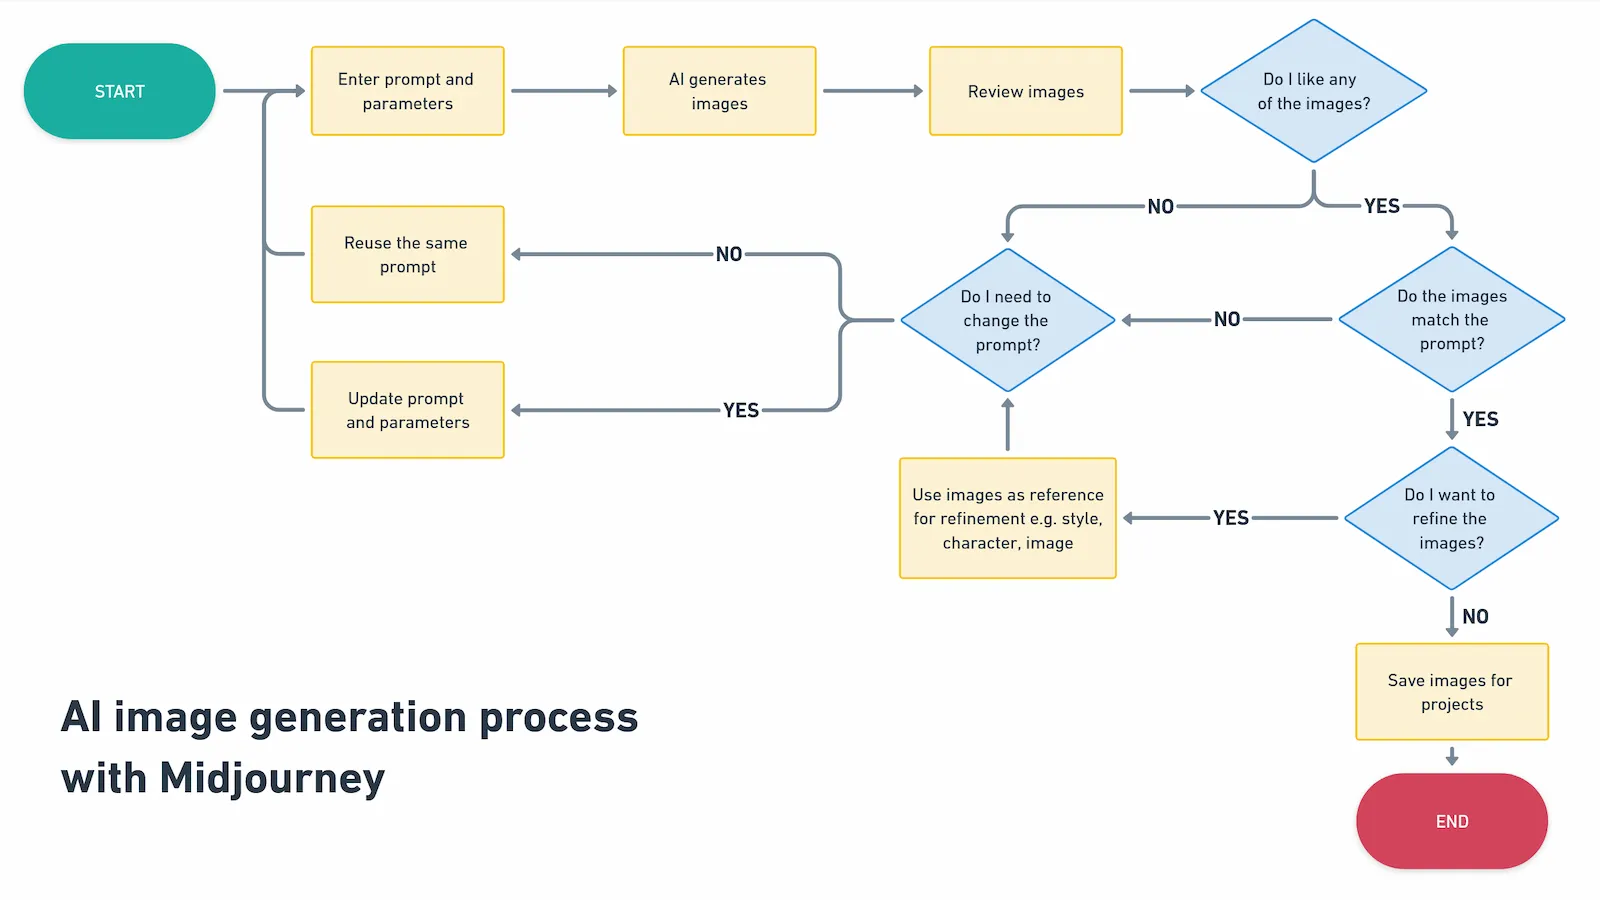 START
Enter prompt and
parameters
AI generates
images
Review images
Do I like any
of the images?
NO
YES
Reuse the same
prompt
NO
Do I need to
change the
prompt?
NO
Do the images
match the
prompt?
Update prompt
and parameters
YES
YES
Use images as reference
for refinement e.g. style,
character, image
YES
Do I want to
refine the
images?
NO
Save images for
projects
AI image generation process
with Midjourney
END